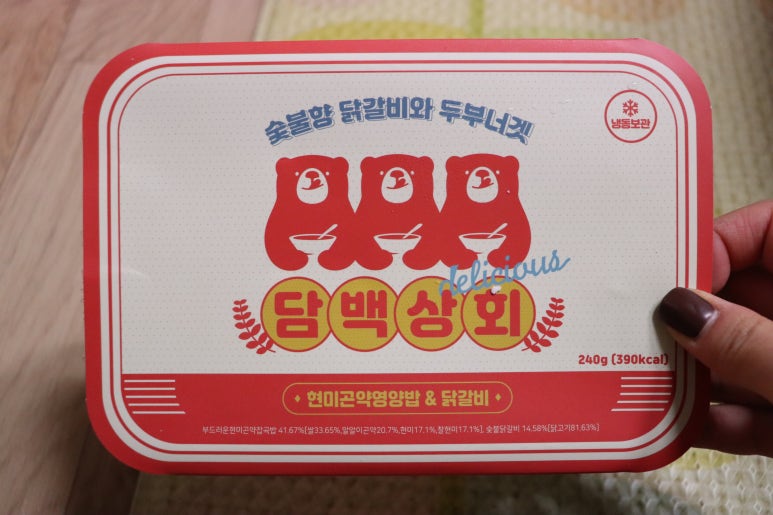 숯불향 닭갈비와 두부너겟
냉동보관
delicious
담백상회
240g (390kcal)
현미곤약영양밥 & 닭갈비
부드러운현미곤약잡곡밥 41.67%[쌀33.65%,알알이곤약20.7%,현미17.1%,찰현미17.1%], 숯불닭갈비 14.58%[닭고기81.63%]